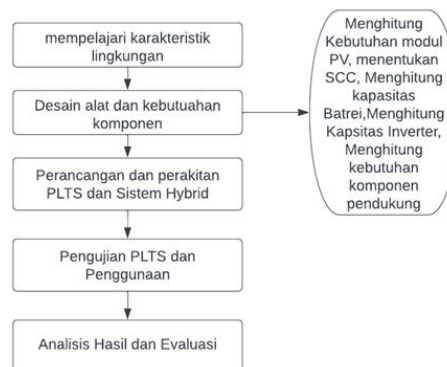 mempelajari karakteristik
lingkungan
Desain alat dan kebutuahan
komponen
Perancangan dan perakitan
PLTS dan Sistem Hybrid
Pengujian PLTS dan
Penggunaan
Analisis Hasil dan Evaluasi
Menghitung
Kebutuhan modul
PV, menentukan
SCC, Menghitung
kapasitas
Batrei,Menghitung
Kapsitas Inverter,
Menghitung
kebutuhan
komponen
pendukung